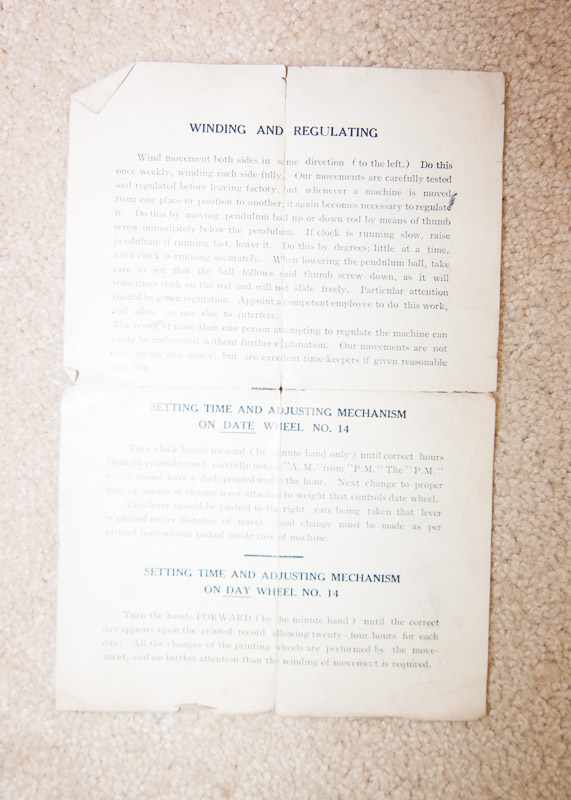 WINDING AND REGULATING
Wind movement both sides in same direction (to the left.) Do this
once weekly, winding each side fully. Our movements are carefully tested
and regulated before leaving factory, but whenever a machine is moved
from one place or position to another, it again becomes necessary to regulate
it. Do this by moving pendulum ball up or down rod by means of thumb
screw immediately below the pendulum. If clock is running slow, raise
pendulum; if running fast, lower it. Do this by degrees; little at a time,
until clock is running accurately. When lowering the pendulum ball, take
care to see that the ball follows said thumb screw down, as it will
sometimes stick on the rod and will not slide freely. Particular attention
should be given regulation. Appoint a competent employee to do this work,
and allow no one else to interfere.
The results of more than one person attempting to regulate the machine can
easily be understood without further explanation. Our movements are not
only strong and heavy, but are excellent time-keepers if given reasonable
SETTING TIME AND ADJUSTING MECHANISM
ON DATE WHEEL NO. 14
Turn clock hands forward (by minute hand only) until correct hours
show on printed record, carefully noting "A. M." from "P.M." The "P.M."
registrations have a dash printed under the hour. Next change to proper
date by means of change lever attached to weight that controls date wheel.
This lever should be pushed to the right, care being taken that lever
is pushed entire distance of travel. Said change must be made as per
printed instructions tacked inside case of machine.
SETTING TIME AND ADJUSTING MECHANISM
ON DAY WHEEL NO. 14
Turn the hands FORWARD (by the minute hand) until the correct
day appears upon the printed record allowing twenty-four hours for each
day. All the changes of the printing wheels are performed by the move-
ment, and no further attention than the winding of movement is required.